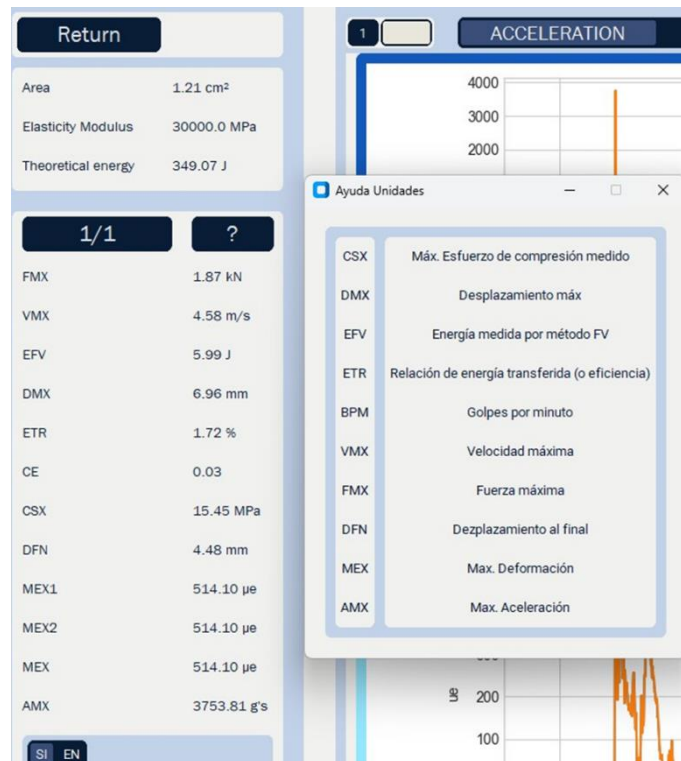 Return
1
ACCELERATION
Area 1.21 cm²
Elasticity Modulus 30000.0 MPa
Theoretical energy 349.07 J
4000
3000
2000
Ayuda Unidades
1/1 ?
FMX 1.87 kN
VMX 4.58 m/s
EFV 5.99 J
DMX 6.96 mm
ETR 1.72 %
CE 0.03
CSX 15.45 MPa
DFN 4.48 mm
MEX1 514.10 µe
MEX2 514.10 µe
MEX 514.10 µe
AMX 3753.81 g's
SI EN
CSX Máx. Esfuerzo de compresión medido
DMX Desplazamiento máx
EFV Energía medida por método FV
ETR Relación de energía transferida (o eficiencia)
BPM Golpes por minuto
VMX Velocidad máxima
FMX Fuerza máxima
DFN Dezplazamiento al final
MEX Max. Deformación
AMX Max. Aceleración
ue
200
100